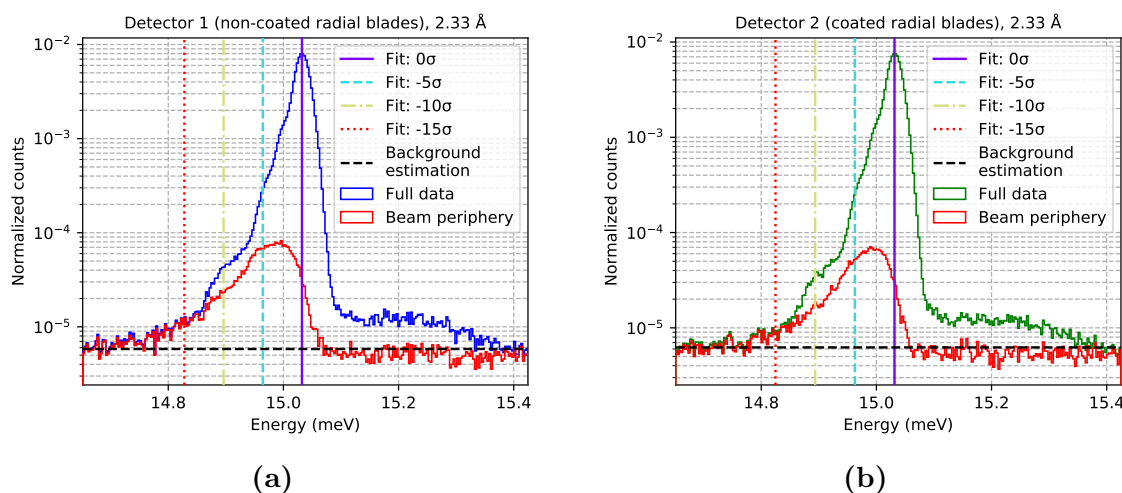 Detector 1 (non-coated radial blades), 2.33 Å
Normalized counts
10⁻²
10⁻³
10⁻⁴
10⁻⁵
Fit: 0σ
Fit: -5σ
Fit: -10σ
Fit: -15σ
Background
estimation
Full data
Beam periphery
14.8 15.0 15.2 15.4
Energy (meV)
(a)
Detector 2 (coated radial blades), 2.33 Å
Normalized counts
10⁻²
10⁻³
10⁻⁴
10⁻⁵
Fit: 0σ
Fit: -5σ
Fit: -10σ
Fit: -15σ
Background
estimation
Full data
Beam periphery
14.8 15.0 15.2 15.4
Energy (meV)
(b)